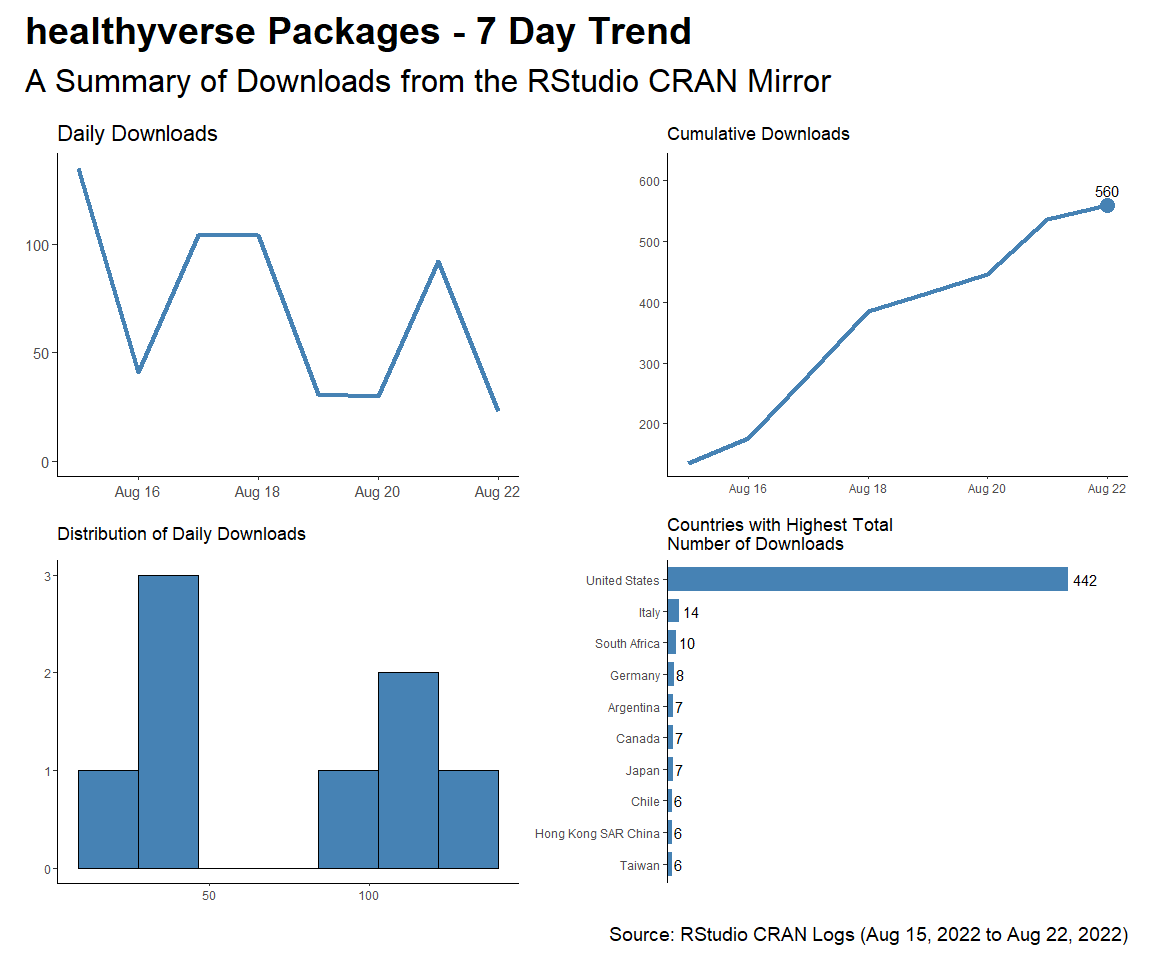 healthyverse Packages - 7 Day Trend
A Summary of Downloads from the RStudio CRAN Mirror
Daily Downloads
100
50
0
Aug 16 Aug 18 Aug 20 Aug 22
Cumulative Downloads
600
500
400
300
200
560
Aug 16 Aug 18 Aug 20 Aug 22
Distribution of Daily Downloads
3
2
1
0
50 100
Countries with Highest Total
Number of Downloads
United States 442
Italy 14
South Africa 10
Germany 8
Argentina 7
Canada 7
Japan 7
Chile 6
Hong Kong SAR China 6
Taiwan 6
Source: RStudio CRAN Logs (Aug 15, 2022 to Aug 22, 2022)